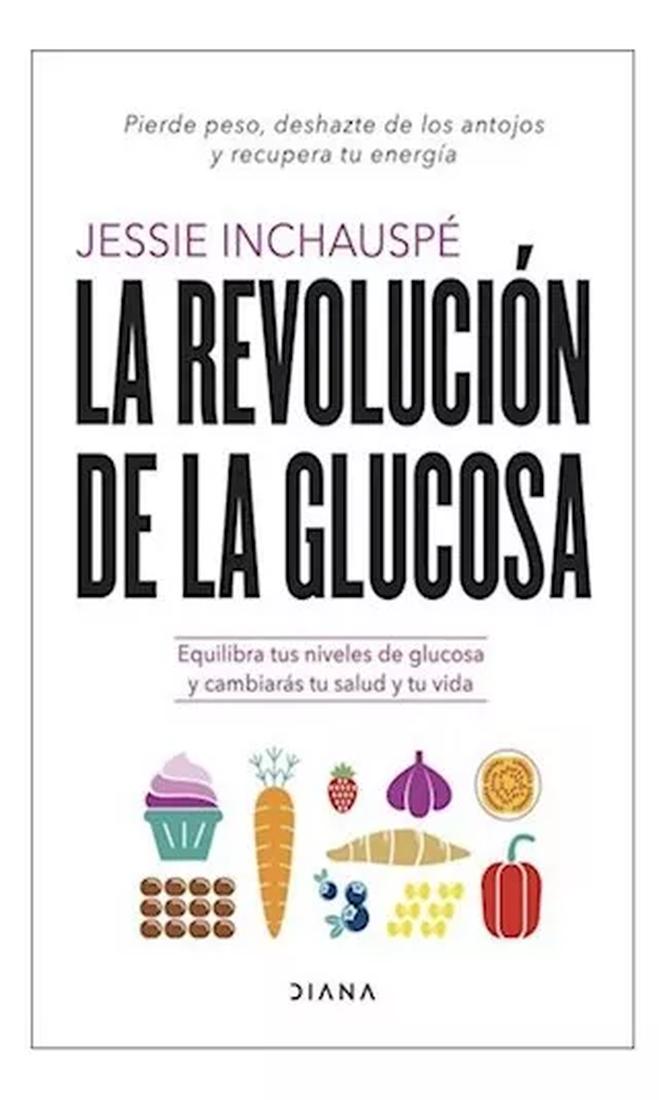 Pierde peso, deshazte de los antojos
y recupera tu energía
JESSIE INCHAUSPÉ
LA REVOLUCIÓN
DE LA GLUCOSA
Equilibra tus niveles de glucosa
y cambiarás tu salud y tu vida
DIANA